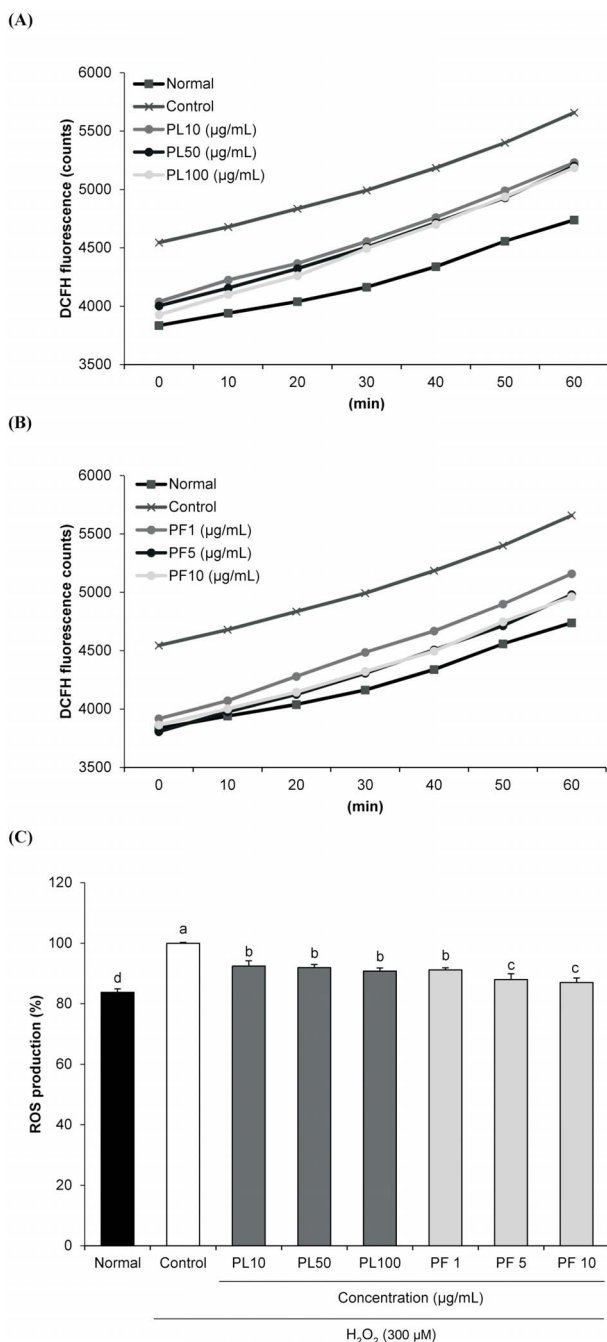 (A)
6000
5500
5000
4500
4000
3500
DCFH fluorescence (counts)
Normal
Control
PL10 (µg/mL)
PL50 (µg/mL)
PL100 (µg/mL)
0 10 20 30 40 50 60
(min)
(B)
6000
5500
5000
4500
4000
3500
DCFH fluorescence counts)
Normal
Control
PF1 (µg/mL)
PF5 (µg/mL)
PF10 (µg/mL)
0 10 20 30 40 50 60
(min)
(C)
120
100
80
60
40
20
0
ROS production (%)
d a b b b b c c
Normal Control PL10 PL50 PL100 PF 1 PF 5 PF 10
Concentration (µg/mL)
H₂O₂ (300 µM)